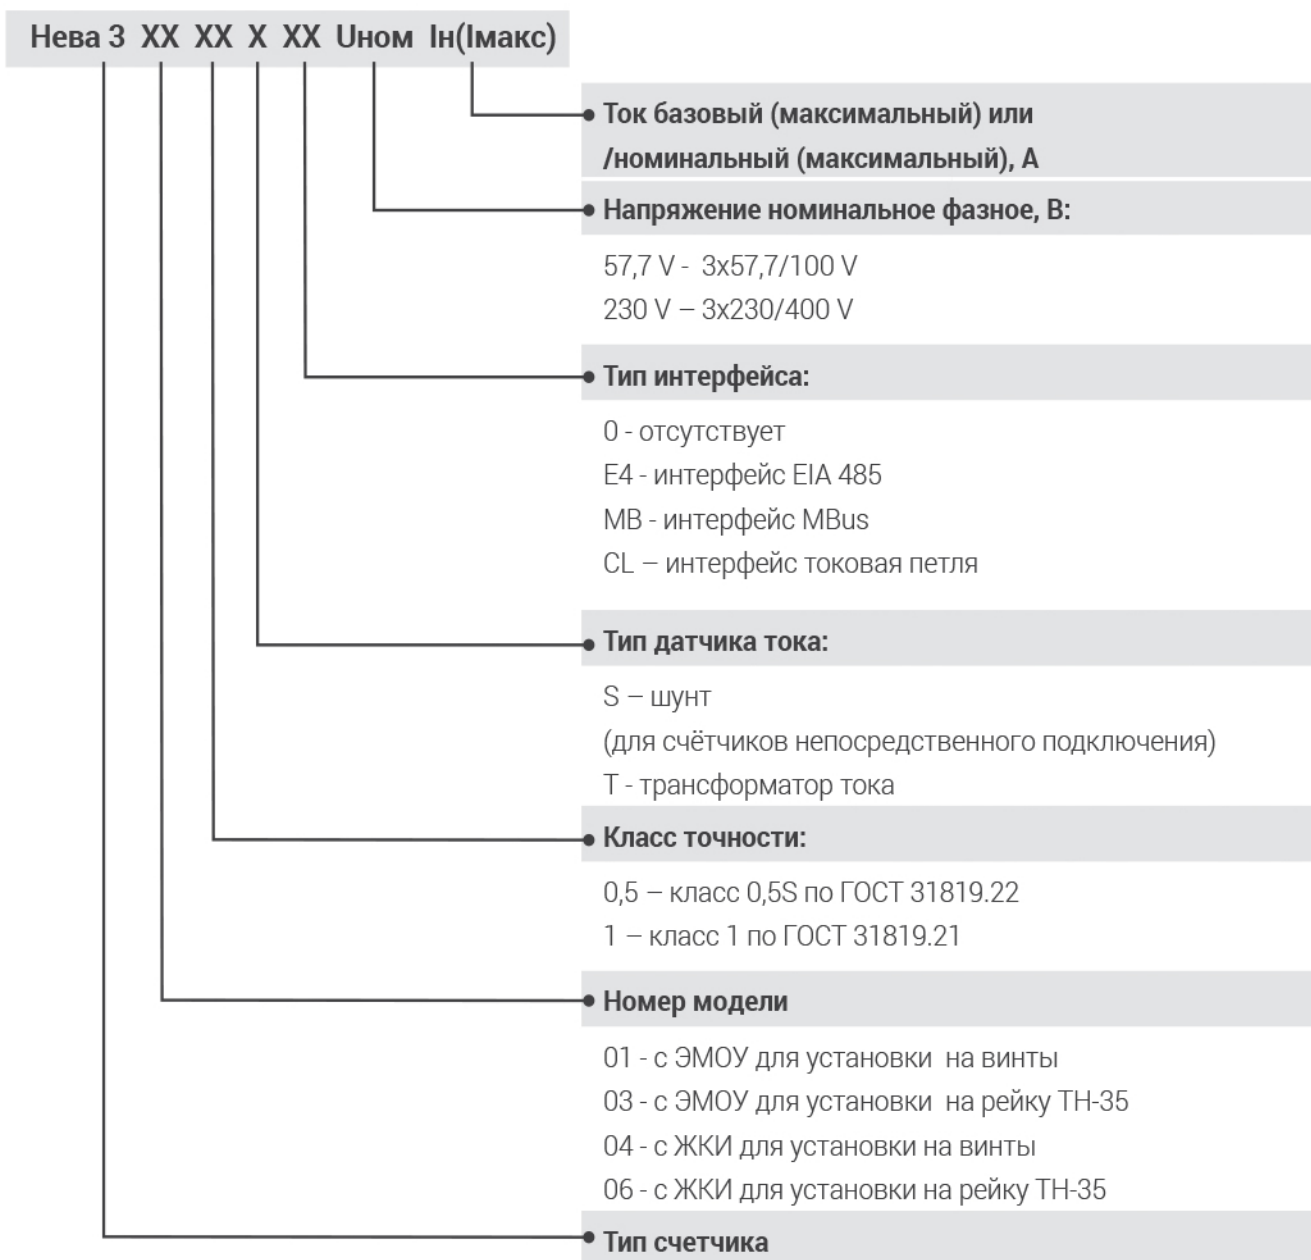 Нева 3 XX XX X XX Uном Iн(Iмакс)
Ток базовый (максимальный) или
/номинальный (максимальный), А
Напряжение номинальное фазное, В:
57,7 V - 3x57,7/100 V
230 V – 3x230/400 V
Тип интерфейса:
0 - отсутствует
E4 - интерфейс EIA 485
MB - интерфейс MBus
CL – интерфейс токовая петля
Тип датчика тока:
S – шунт
(для счётчиков непосредственного подключения)
Т - трансформатор тока
Класс точности:
0,5 – класс 0,5S по ГОСТ 31819.22
1 – класс 1 по ГОСТ 31819.21
Номер модели
01 - с ЭМОУ для установки на винты
03 - с ЭМОУ для установки на рейку ТН-35
04 - с ЖКИ для установки на винты
06 - с ЖКИ для установки на рейку ТН-35
Тип счетчика